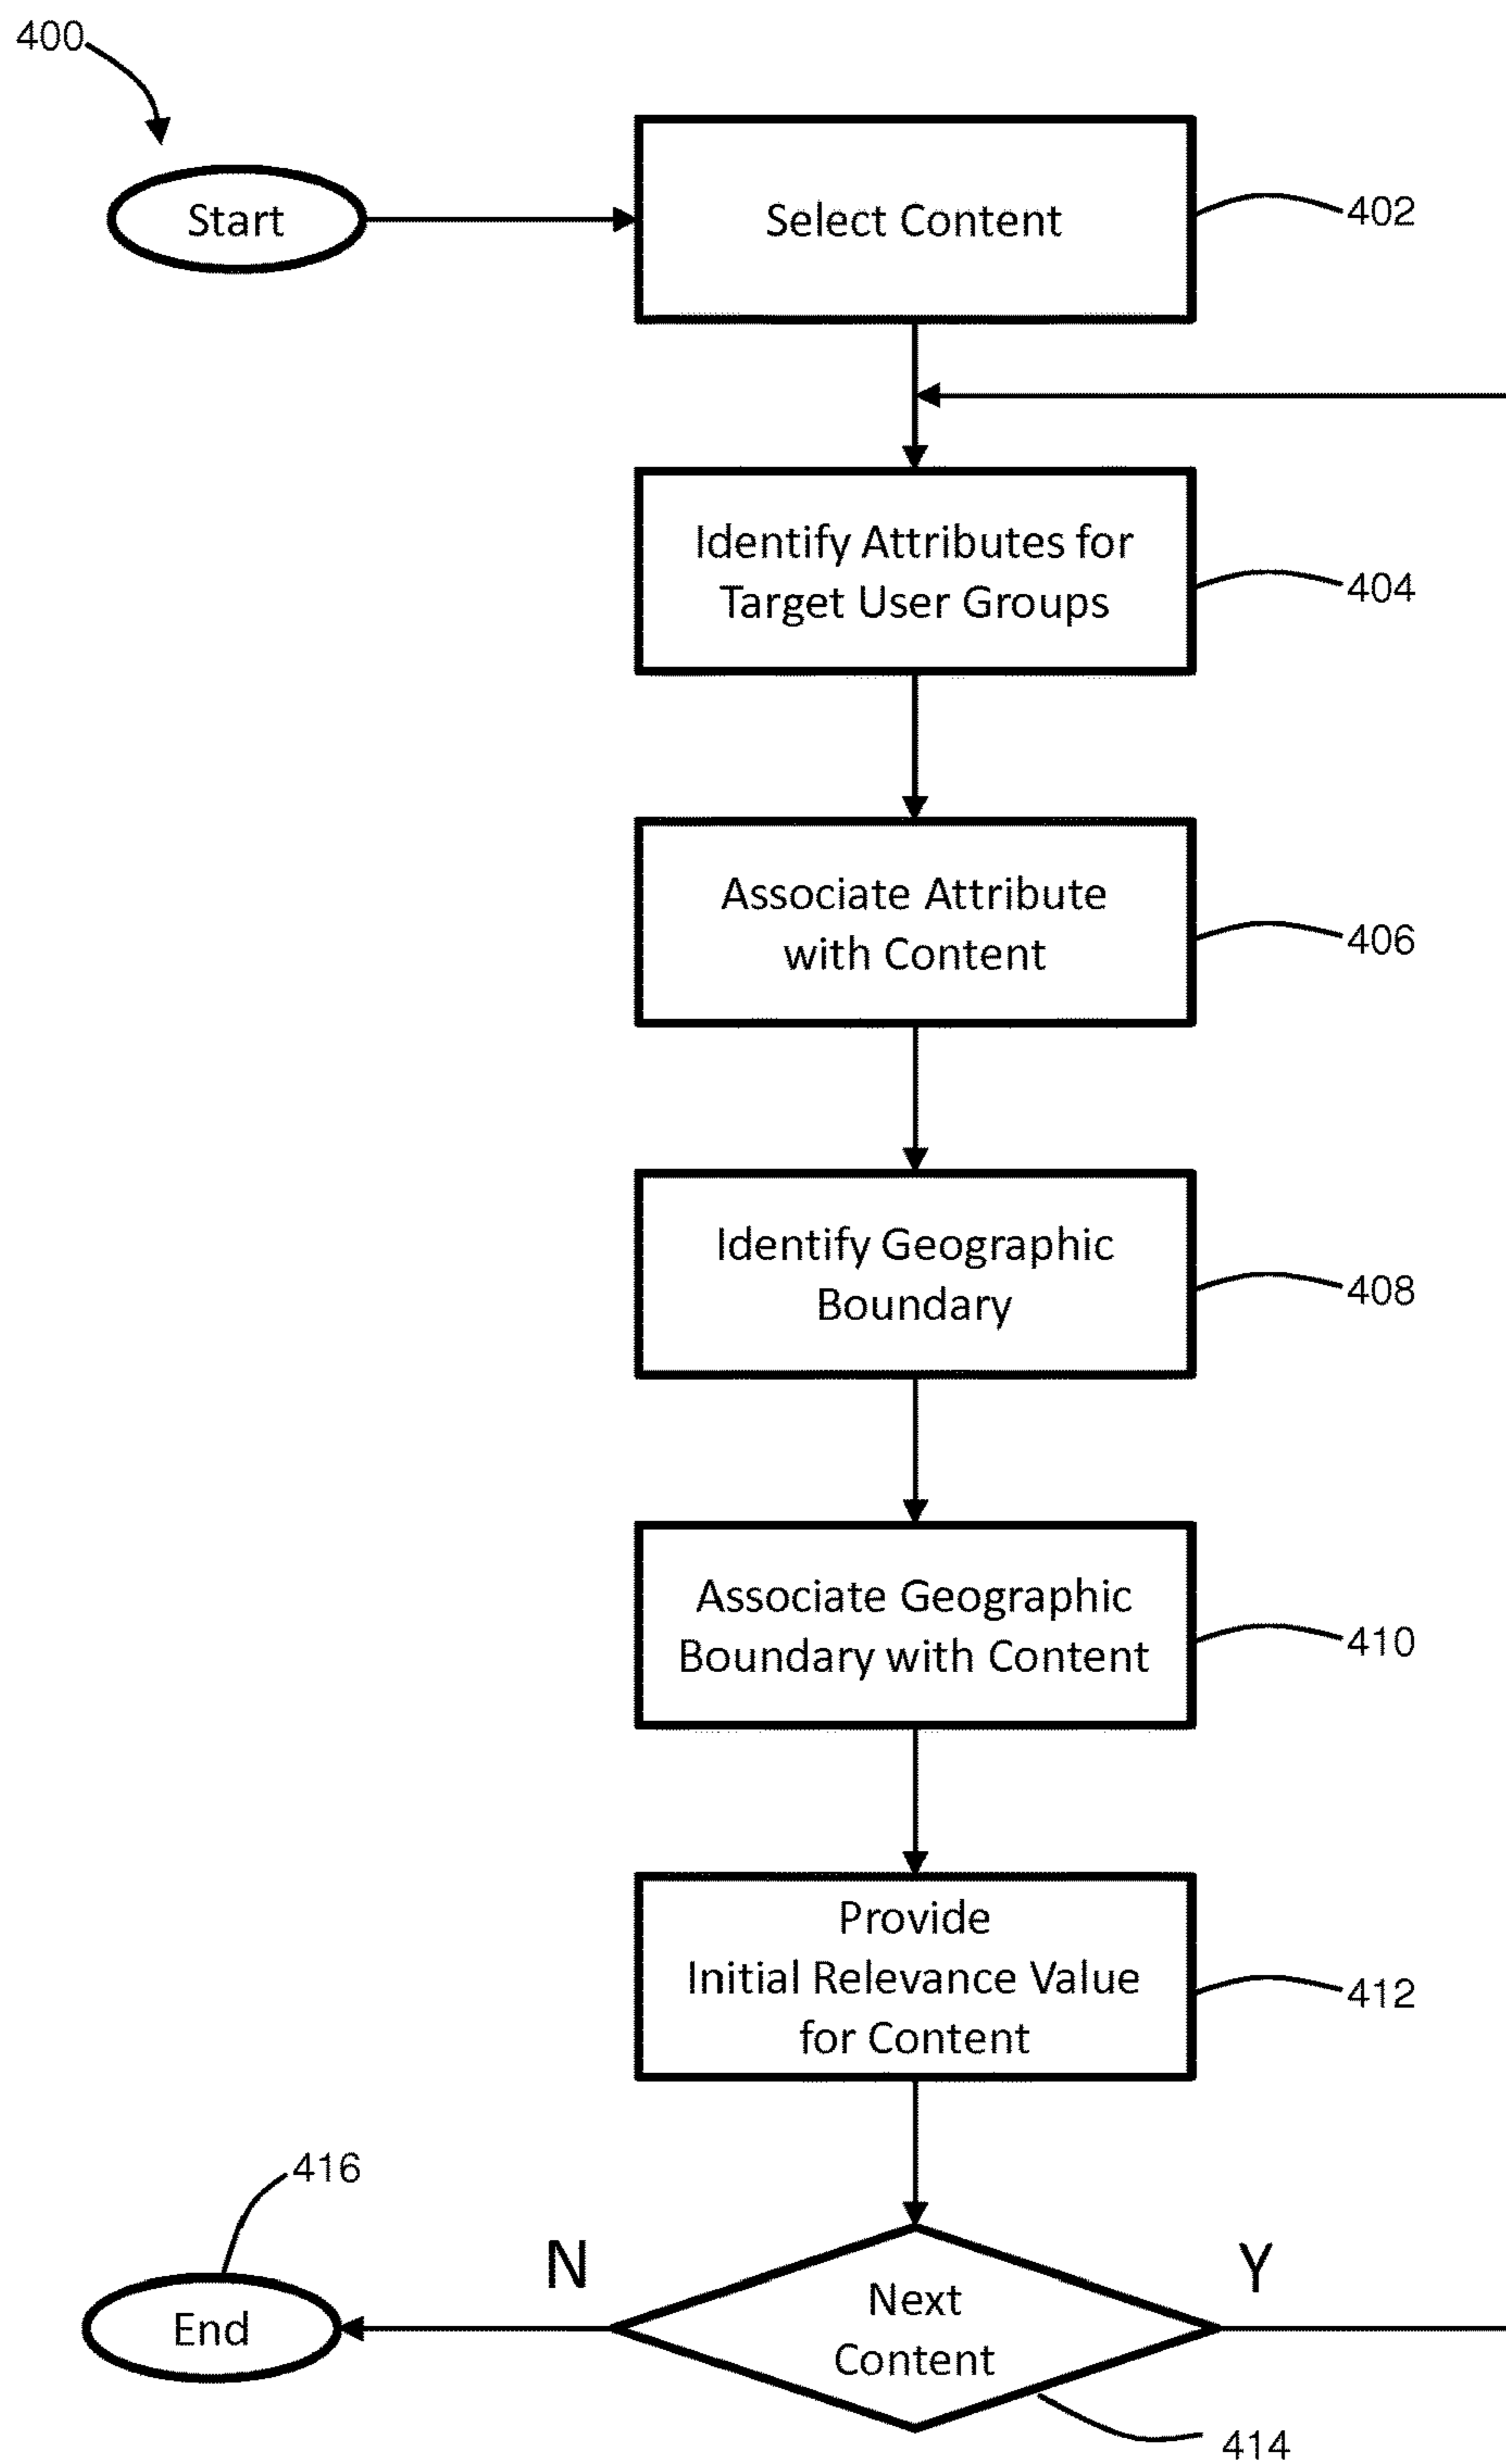 400
Start
Select Content
402
Identify Attributes for
Target User Groups
404
Associate Attribute
with Content
406
Identify Geographic
Boundary
408
Associate Geographic
Boundary with Content
410
Provide
Initial Relevance Value
for Content
412
416
End
N
Next
Content
Y
414